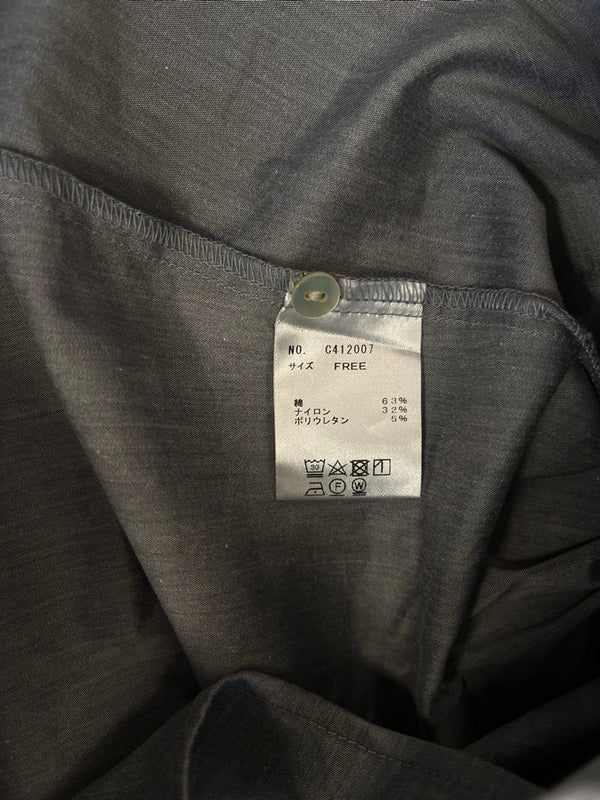 NO. C412007
サイズ FREE
綿 63%
ナイロン 32%
ポリウレタン 5%
30
F W